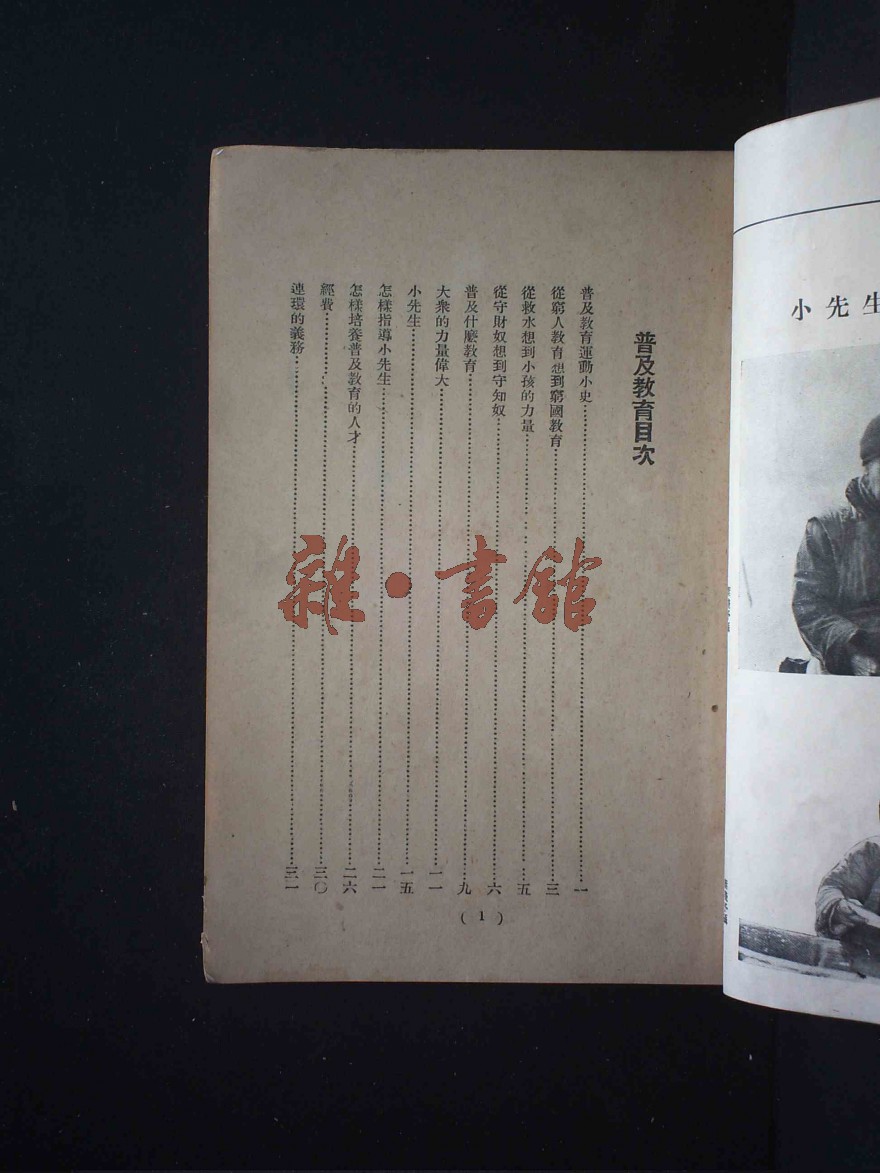 普及教育目次
普及教育運動小史……一
從窮人教育想到窮國教育……三
從救水想到小孩的力量……五
從守財奴想到守知奴……六
普及什麼教育……九
大衆的力量偉大……一一
小先生……一五
怎樣指導小先生……二一
怎樣培養普及教育的人才……二六
經費……三〇
連環的義務……三一
(1)
小先生
雜·書館